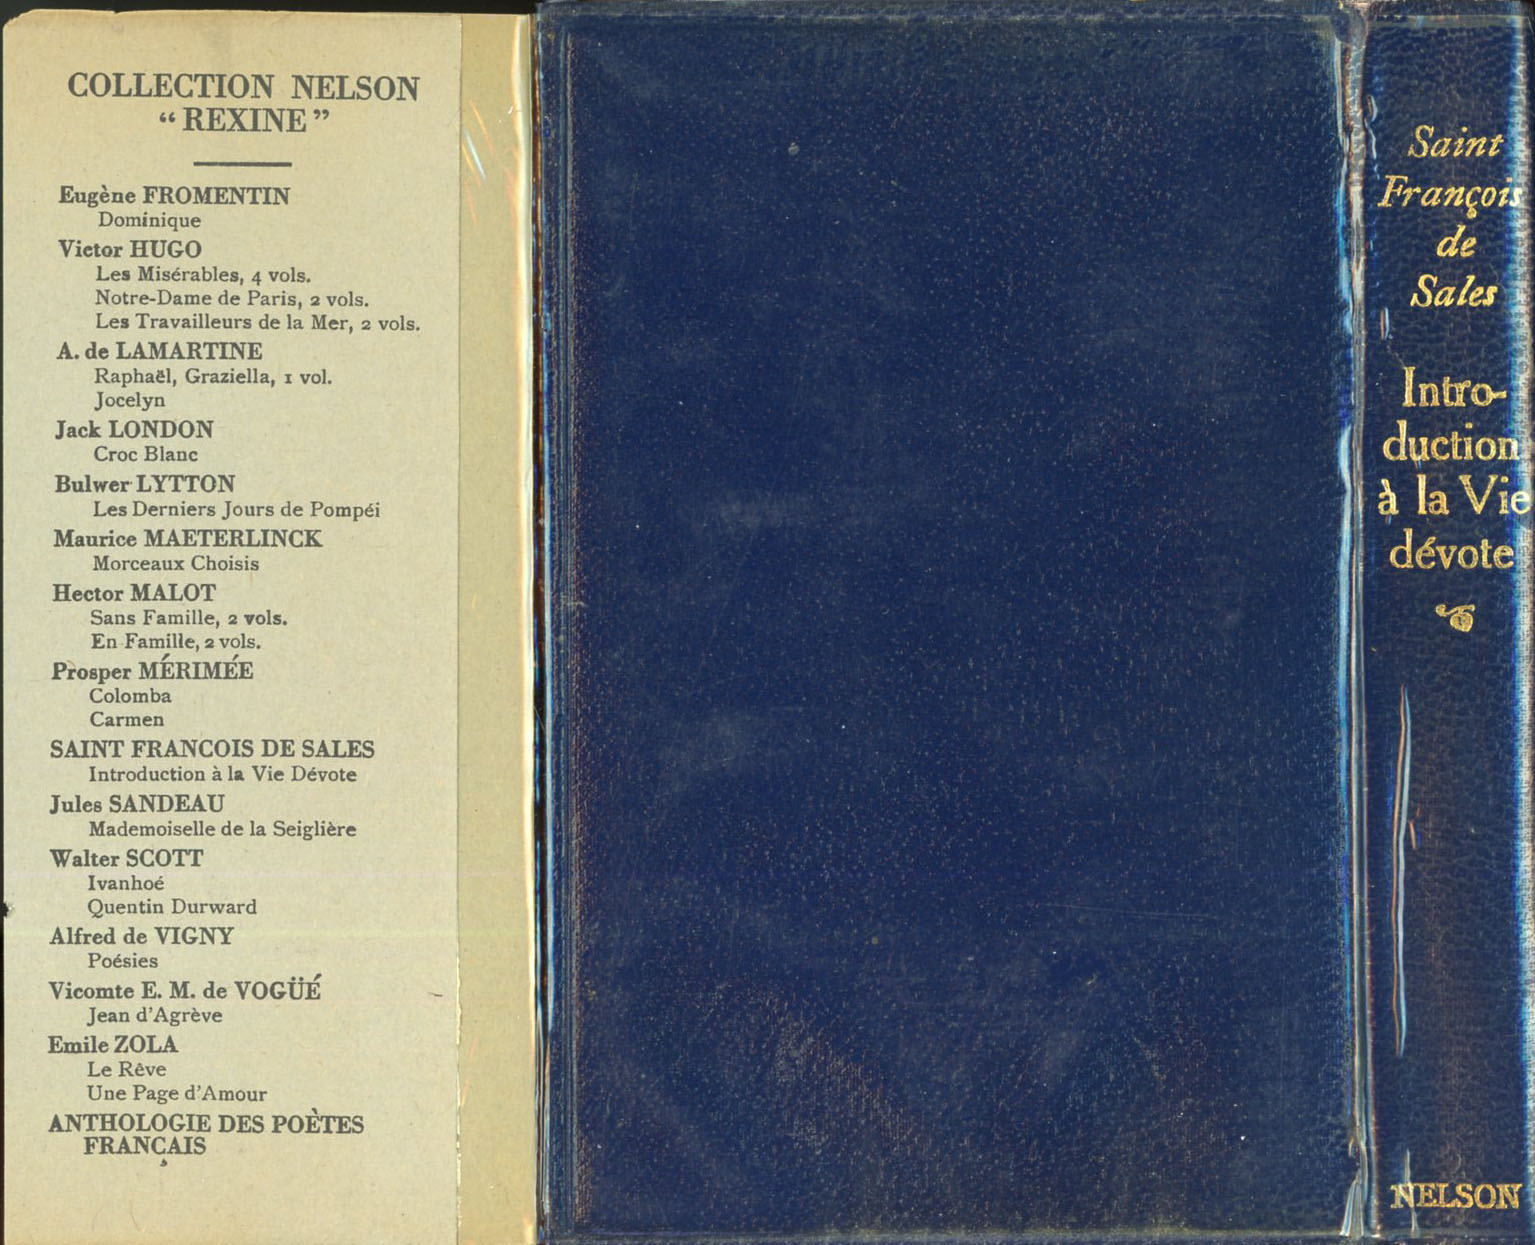 COLLECTION NELSON
“REXINE”
Eugène FROMENTIN
Dominique
Victor HUGO
Les Misérables, 4 vols.
Notre-Dame de Paris, 2 vols.
Les Travailleurs de la Mer, 2 vols.
A. de LAMARTINE
Raphaël, Graziella, 1 vol.
Jocelyn
Jack LONDON
Croc Blanc
Bulwer LYTTON
Les Derniers Jours de Pompéi
Maurice MAETERLINCK
Morceaux Choisis
Hector MALOT
Sans Famille, 2 vols.
En Famille, 2 vols.
Prosper MÉRIMÉE
Colomba
Carmen
SAINT FRANCOIS DE SALES
Introduction à la Vie Dévote
Jules SANDEAU
Mademoiselle de la Seiglière
Walter SCOTT
Ivanhoé
Quentin Durward
Alfred de VIGNY
Poésies
Vicomte E. M. de VOGÜÉ
Jean d’Agrève
Emile ZOLA
Le Rêve
Une Page d’Amour
ANTHOLOGIE DES POÈTES
FRANÇAIS
Saint
François
de
Sales
Intro-
duction
à la Vie
dévote
NELSON